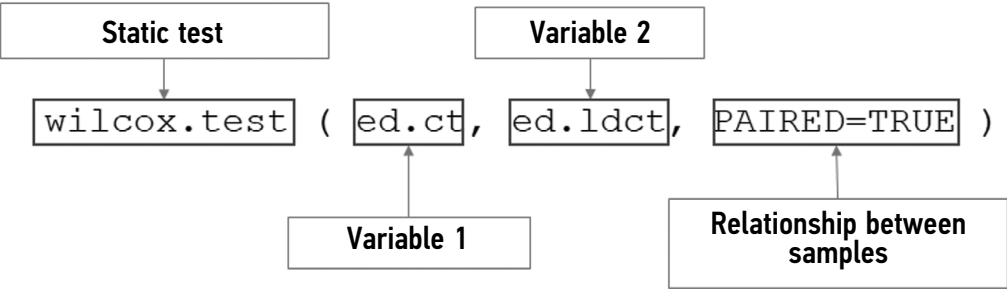 Static test
Variable 2
wilcox.test ( ed.ct, ed.ldct, PAIRED=TRUE )
Variable 1
Relationship between
samples